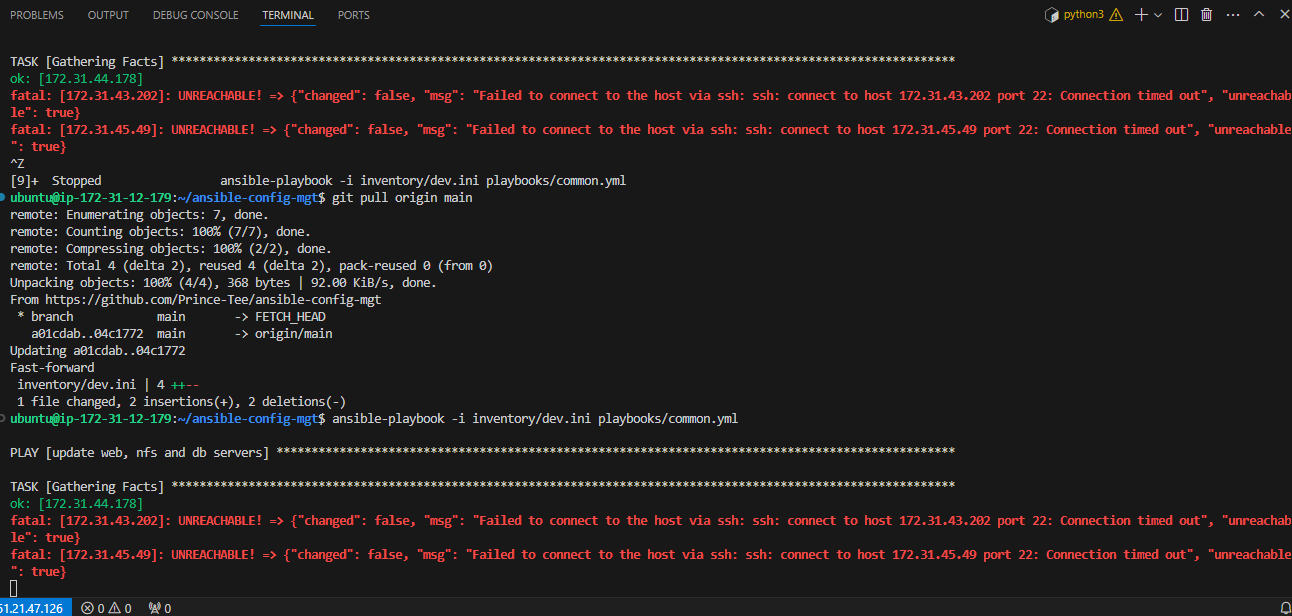 PROBLEMS OUTPUT DEBUG CONSOLE TERMINAL PORTS python3
TASK [Gathering Facts] ****************************************************************************************************************
ok: [172.31.44.178]
fatal: [172.31.43.202]: UNREACHABLE! => {"changed": false, "msg": "Failed to connect to the host via ssh: ssh: connect to host 172.31.43.202 port 22: Connection timed out", "unreachab
le": true}
fatal: [172.31.45.49]: UNREACHABLE! => {"changed": false, "msg": "Failed to connect to the host via ssh: ssh: connect to host 172.31.45.49 port 22: Connection timed out", "unreachable
": true}
^Z
[9]+  Stopped                 ansible-playbook -i inventory/dev.ini playbooks/common.yml
ubuntu@ip-172-31-12-179:~/ansible-config-mgt$ git pull origin main
remote: Enumerating objects: 7, done.
remote: Counting objects: 100% (7/7), done.
remote: Compressing objects: 100% (2/2), done.
remote: Total 4 (delta 2), reused 4 (delta 2), pack-reused 0 (from 0)
Unpacking objects: 100% (4/4), 368 bytes | 92.00 KiB/s, done.
From https://github.com/Prince-Tee/ansible-config-mgt
 * branch            main       -> FETCH_HEAD
   a01cdab..04c1772  main       -> origin/main
Updating a01cdab..04c1772
Fast-forward
 inventory/dev.ini | 4 ++--
 1 file changed, 2 insertions(+), 2 deletions(-)
ubuntu@ip-172-31-12-179:~/ansible-config-mgt$ ansible-playbook -i inventory/dev.ini playbooks/common.yml
PLAY [update web, nfs and db servers] *************************************************************************************************
TASK [Gathering Facts] ****************************************************************************************************************
ok: [172.31.44.178]
fatal: [172.31.43.202]: UNREACHABLE! => {"changed": false, "msg": "Failed to connect to the host via ssh: ssh: connect to host 172.31.43.202 port 22: Connection timed out", "unreachab
le": true}
fatal: [172.31.45.49]: UNREACHABLE! => {"changed": false, "msg": "Failed to connect to the host via ssh: ssh: connect to host 172.31.45.49 port 22: Connection timed out", "unreachable
": true}
51.21.47.126 0 0 0